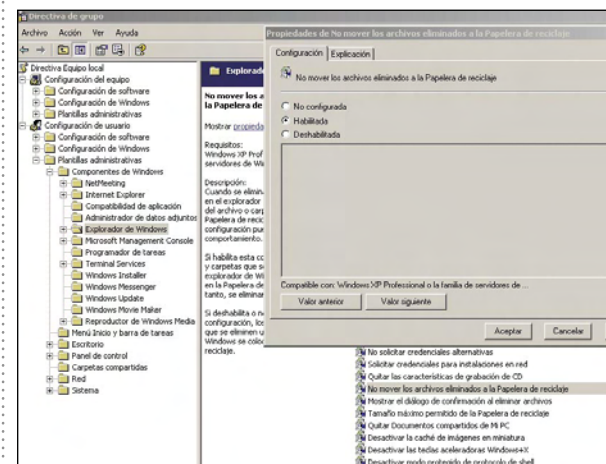 Directiva de grupo
Archivo Acción Ver Ayuda
Directiva Equipo local
Configuración del equipo
Configuración de software
Configuración de Windows
Plantillas administrativas
Configuración de usuario
Configuración de software
Configuración de Windows
Plantillas administrativas
Componentes de Windows
NetMeeting
Internet Explorer
Compatibilidad de aplicación
Administrador de datos adjuntos
Explorador de Windows
Microsoft Management Console
Programador de tareas
Terminal Services
Windows Installer
Windows Messenger
Windows Update
Windows Movie Maker
Reproductor de Windows Media
Menú Inicio y barra de tareas
Escritorio
Panel de control
Carpetas compartidas
Red
Sistema
Explorad
No mover los a
la Papelera de
Mostrar propieda
Requisitos:
Windows XP Prof
servidores de Wi
Descripción:
Cuando se elimin
en el explorador
del archivo o carp
Papelera de recic
configuración pue
comportamiento.
Si habilita esta co
y carpetas que s
explorador de Wi
en la Papelera de
tanto, se eliminar
Si deshabilita o n
configuración, los
que se eliminen u
Windows se coloc
reciclaje.
Propiedades de No mover los archivos eliminados a la Papelera de reciclaje
Configuración Explicación
No mover los archivos eliminados a la Papelera de reciclaje
No configurada
Habilitada
Deshabilitada
Compatible con: Windows XP Professional o la familia de servidores de ...
Valor anterior Valor siguiente
Aceptar Cancelar
No solicitar credenciales alternativas
Solicitar credenciales para instalaciones en red
Quitar las características de grabación de CD
No mover los archivos eliminados a la Papelera de reciclaje
Mostrar el diálogo de confirmación al eliminar archivos
Tamaño máximo permitido de la Papelera de reciclaje
Quitar Documentos compartidos de Mi PC
Desactivar la caché de imágenes en miniatura
Desactivar las teclas aceleradoras Windows+X
Desactivar modo protegido de protocolo de shell